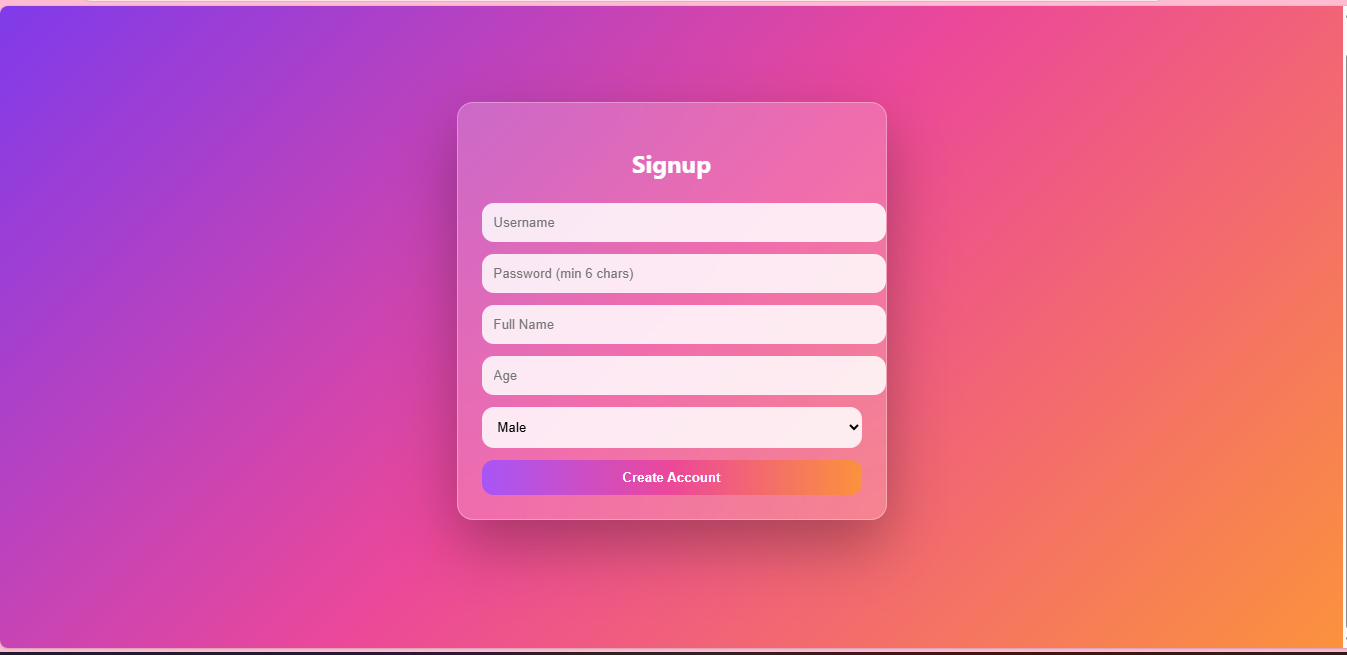 Signup
Username
Password (min 6 chars)
Full Name
Age
Male
Create Account